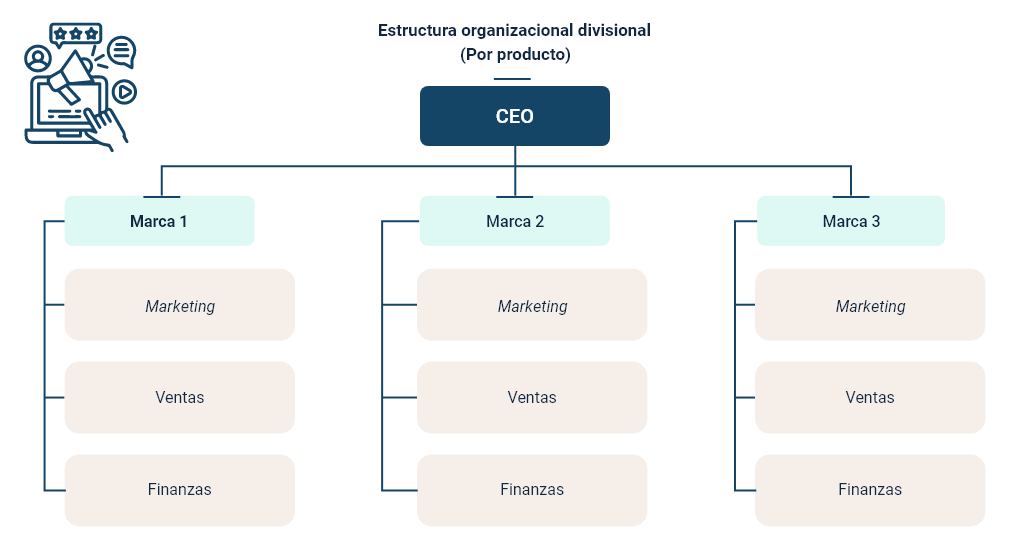 Estructura organizacional divisional
(Por producto)
CEO
Marca 1
Marca 2
Marca 3
Marketing
Marketing
Marketing
Ventas
Ventas
Ventas
Finanzas
Finanzas
Finanzas